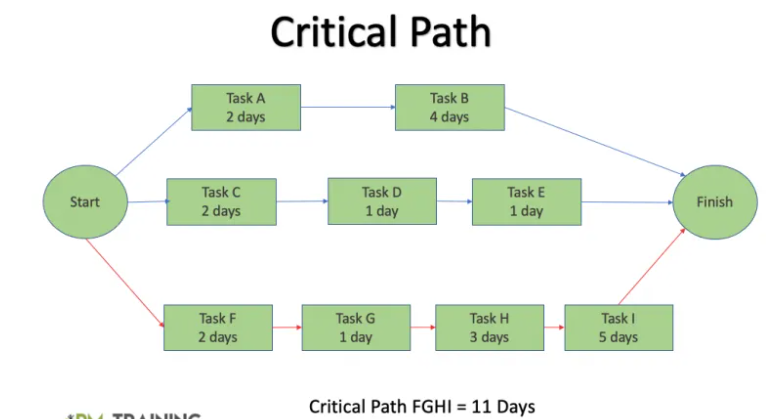 Critical Path
Task A
2 days
Task B
4 days
Start
Task C
2 days
Task D
1 day
Task E
1 day
Finish
Task F
2 days
Task G
1 day
Task H
3 days
Task I
5 days
Critical Path FGHI = 11 Days